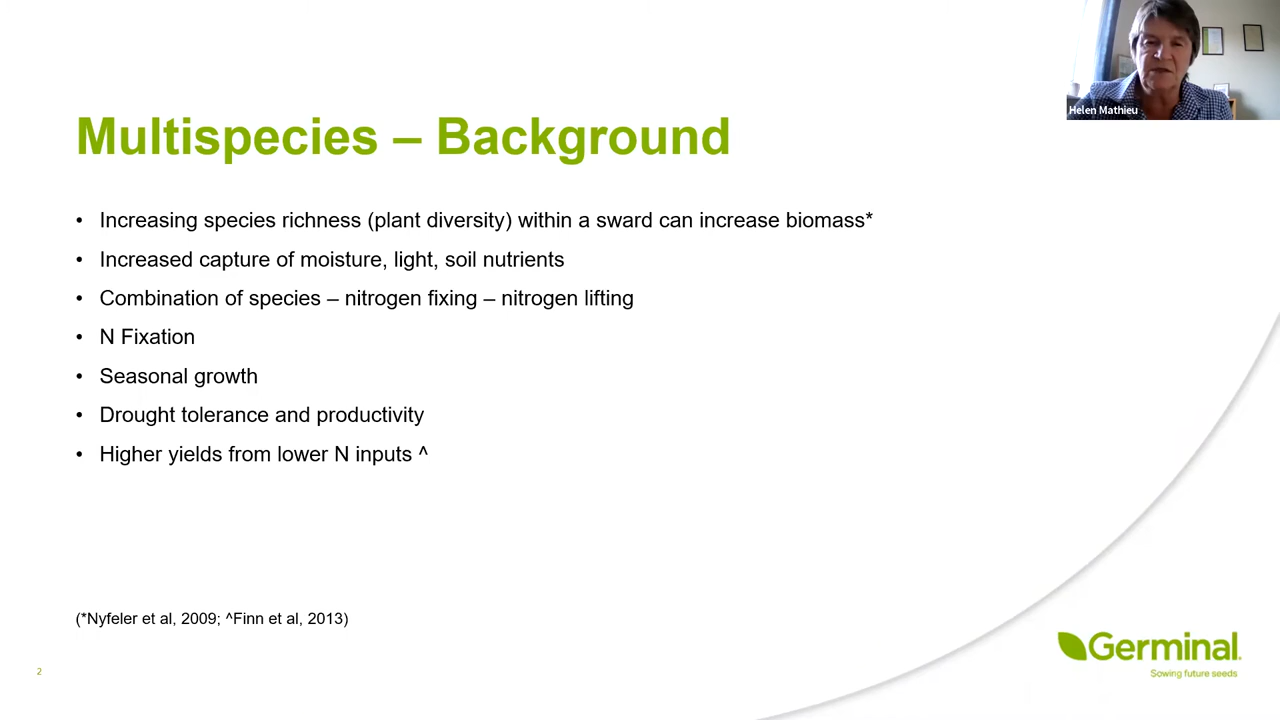 Helen Mathieu
Multispecies – Background
• Increasing species richness (plant diversity) within a sward can increase biomass*
• Increased capture of moisture, light, soil nutrients
• Combination of species – nitrogen fixing – nitrogen lifting
• N Fixation
• Seasonal growth
• Drought tolerance and productivity
• Higher yields from lower N inputs ^
(*Nyfeler et al, 2009; ^Finn et al, 2013)
Germinal
Sowing future seeds
2